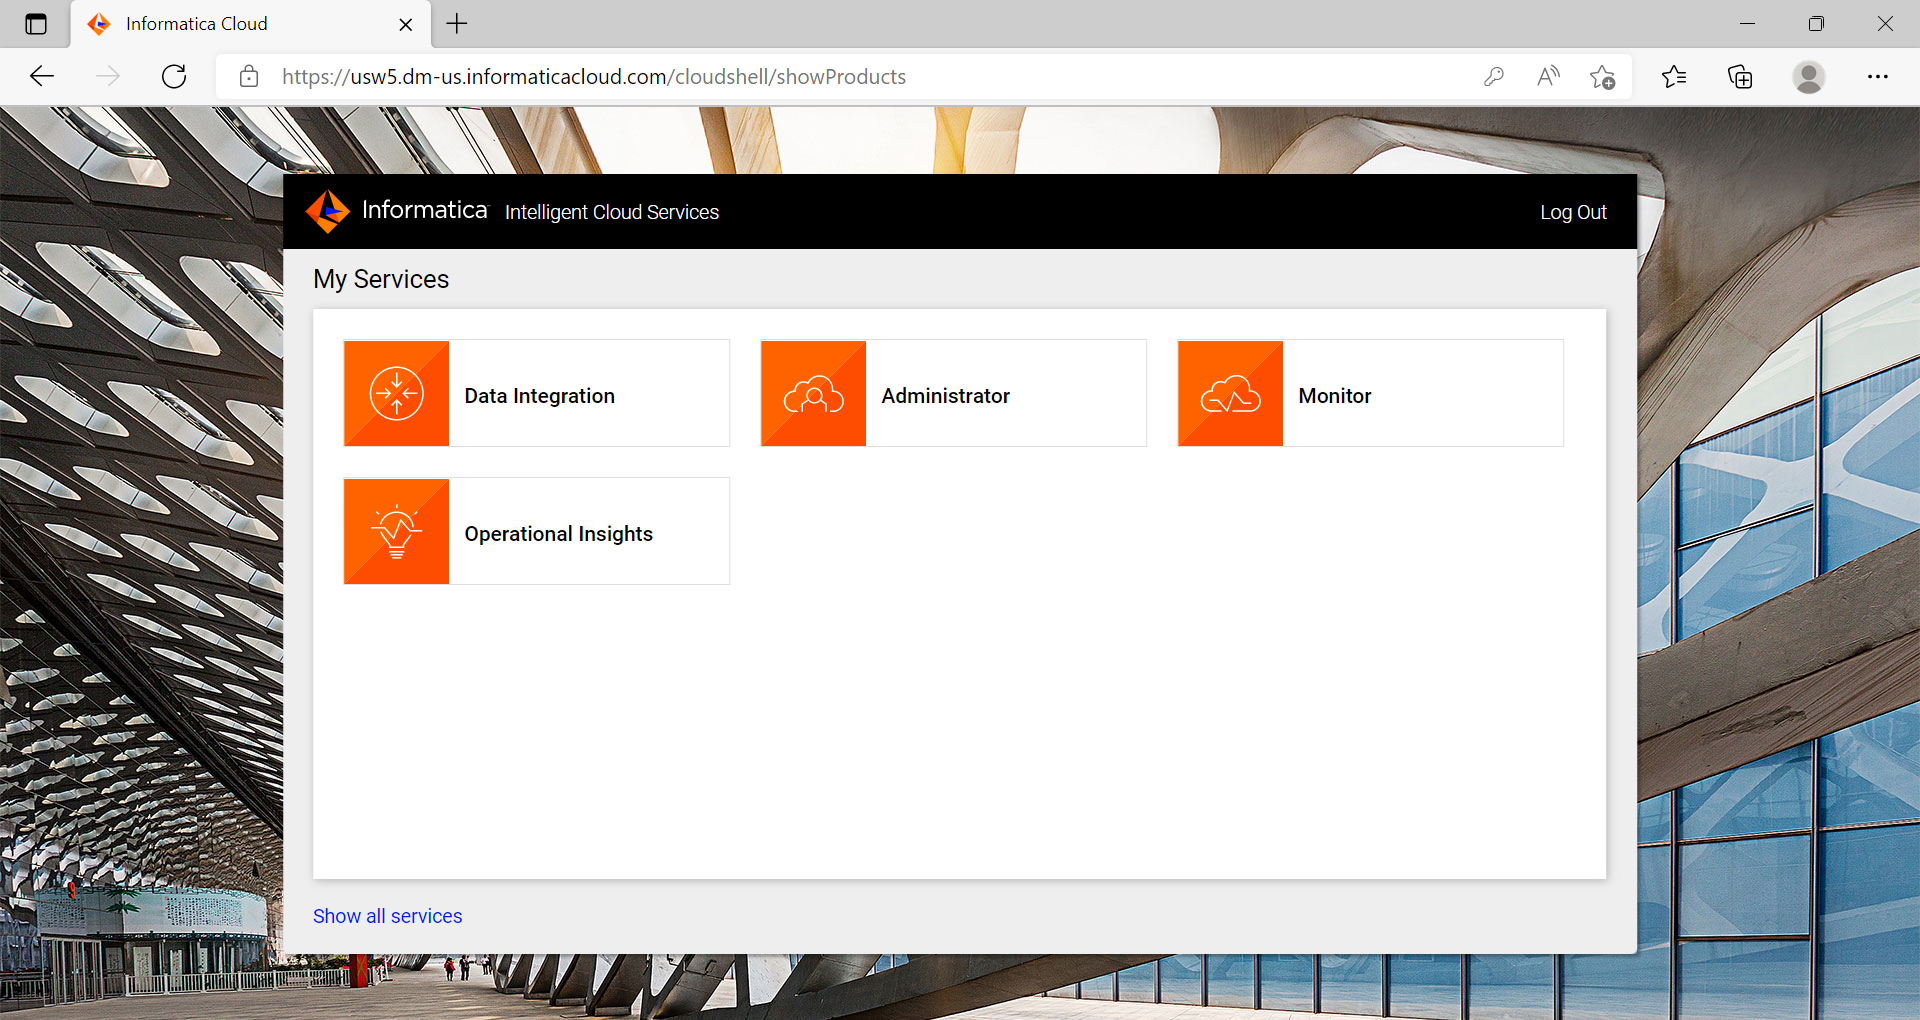 Informatica Cloud
https://usw5.dm-us.informaticacloud.com/cloudshell/showProducts
Informatica Intelligent Cloud Services
Log Out
My Services
Data Integration
Administrator
Monitor
Operational Insights
Show all services